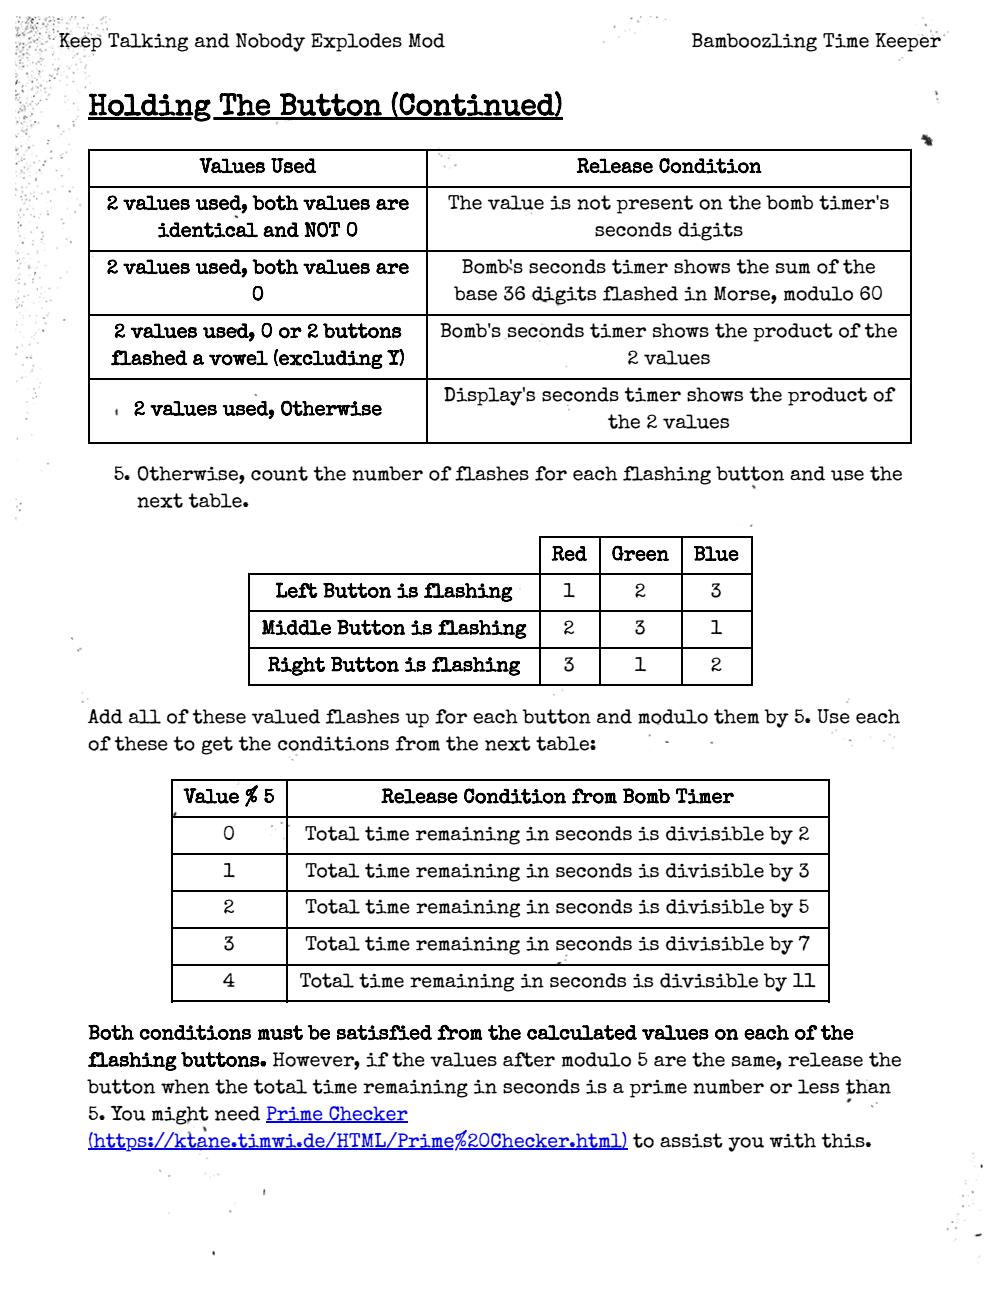 Keep Talking and Nobody Explodes Mod Bamboozling Time Keeper
Holding The Button (Continued)
Values Used Release Condition
2 values used, both values are The value is not present on the bomb timer's
identical and NOT 0 seconds digits
2 values used, both values are Bomb's seconds timer shows the sum of the
0 base 36 digits flashed in Morse, modulo 60
2 values used, 0 or 2 buttons Bomb's seconds timer shows the product of the
flashed a vowel (excluding Y) 2 values
2 values used, Otherwise Display's seconds timer shows the product of
the 2 values
5. Otherwise, count the number of flashes for each flashing button and use the
next table.
Red Green Blue
Left Button is flashing 1 2 3
Middle Button is flashing 2 3 1
Right Button is flashing 3 1 2
Add all of these valued flashes up for each button and modulo them by 5. Use each
of these to get the conditions from the next table:
Value % 5 Release Condition from Bomb Timer
0 Total time remaining in seconds is divisible by 2
1 Total time remaining in seconds is divisible by 3
2 Total time remaining in seconds is divisible by 5
3 Total time remaining in seconds is divisible by 7
4 Total time remaining in seconds is divisible by 11
Both conditions must be satisfied from the calculated values on each of the
flashing buttons. However, if the values after modulo 5 are the same, release the
button when the total time remaining in seconds is a prime number or less than
5. You might need Prime Checker
(https://ktane.timwi.de/HTML/Prime%20Checker.html) to assist you with this.